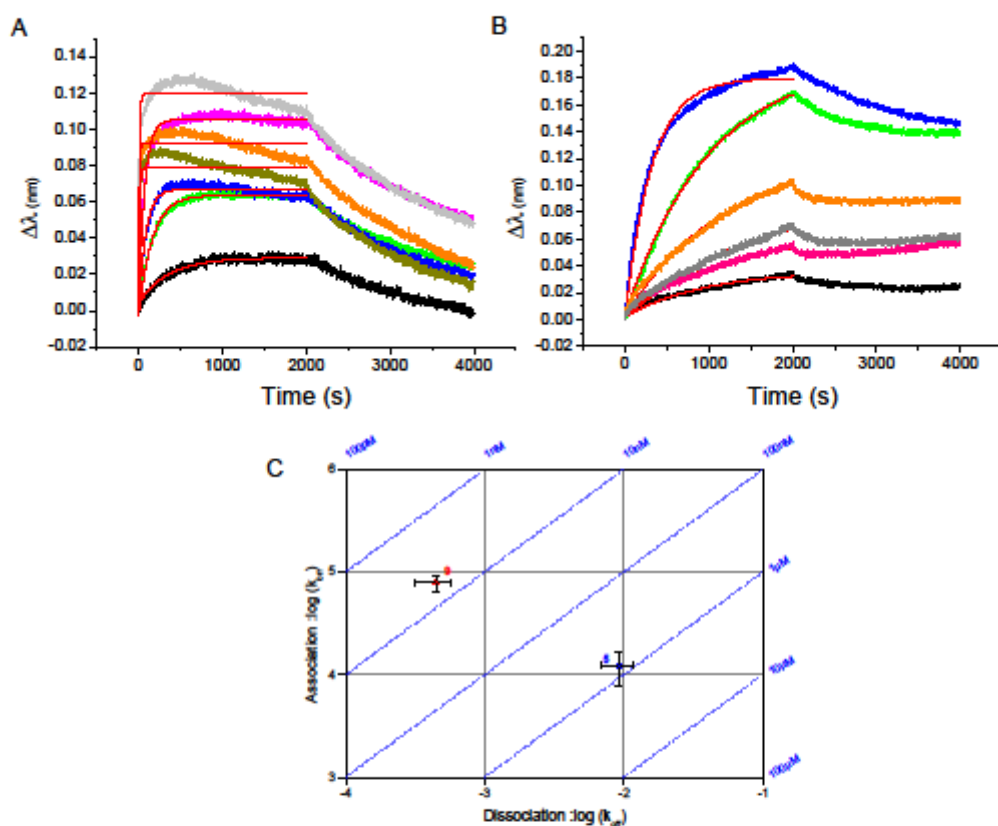 A
B
0.14
0.12
0.10
0.08
0.06
0.04
0.02
0.00
-0.02
Δλ (nm)
0 1000 2000 3000 4000
Time (s)
0.20
0.18
0.16
0.14
0.12
0.10
0.08
0.06
0.04
0.02
0.00
-0.02
Δλ (nm)
0 1000 2000 3000 4000
Time (s)
C
100pM
1nM
10nM
100nM
1μM
10μM
100μM
6
5
4
3
Association :log (k
-4 -3 -2 -1
Dissociation :log (k